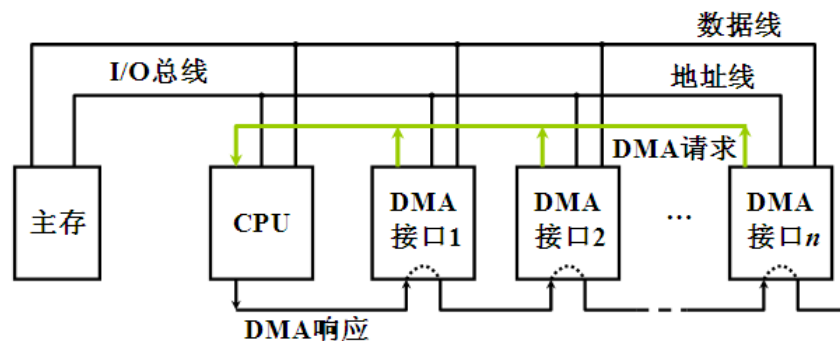 数据线
I/O总线
地址线
DMA请求
主存
CPU
DMA
接口1
DMA
接口2
...
DMA
接口n
DMA响应